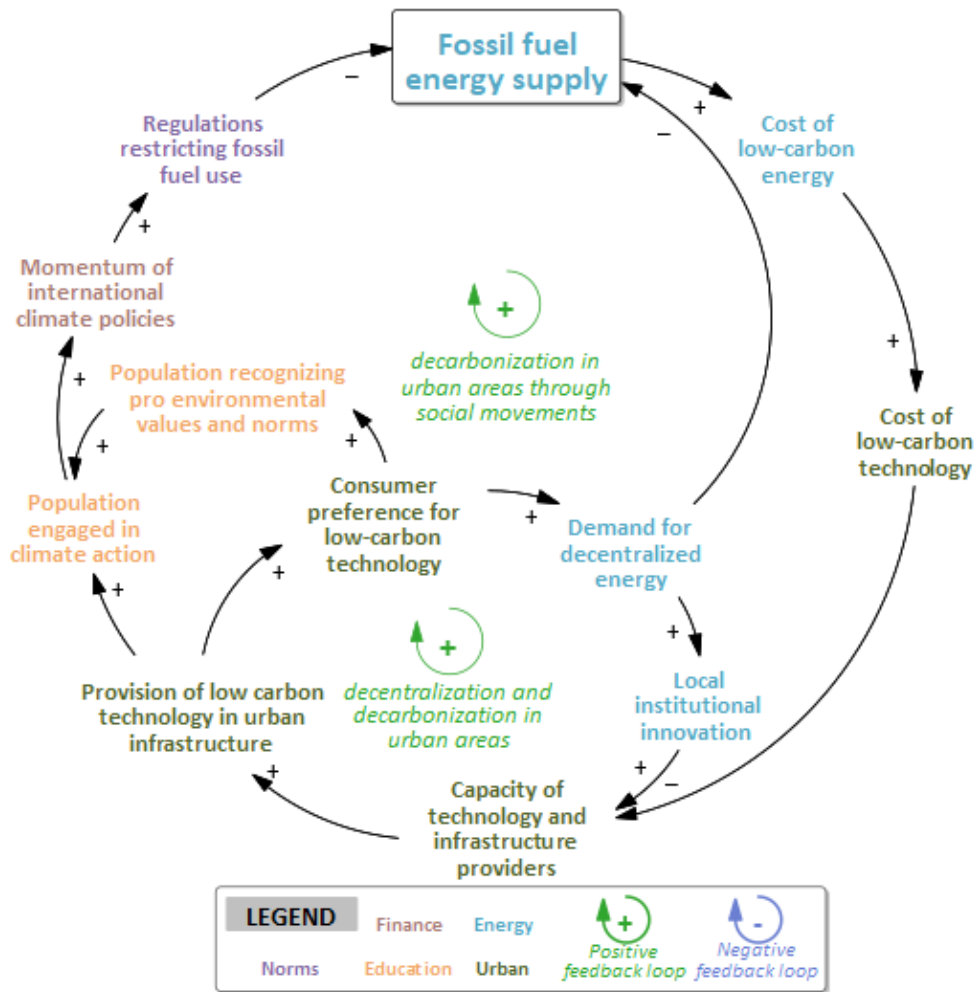 Fossil fuel
energy supply
–
+
–
Regulations
restricting fossil
fuel use
Cost of
low-carbon
energy
+
Momentum of
international
climate policies
+
+
decarbonization in
urban areas through
social movements
+
Population recognizing
pro environmental
values and norms
+
+
Cost of
low-carbon
technology
Population
engaged in
climate action
Consumer
preference for
low-carbon
technology
+
Demand for
decentralized
energy
+
+
+
+
Provision of low carbon
technology in urban
infrastructure
decentralization and
decarbonization in
urban areas
Local
institutional
innovation
+
+
–
Capacity of
technology and
infrastructure
providers
LEGEND
Finance
Energy
+
-
Norms
Education
Urban
Positive
feedback loop
Negative
feedback loop